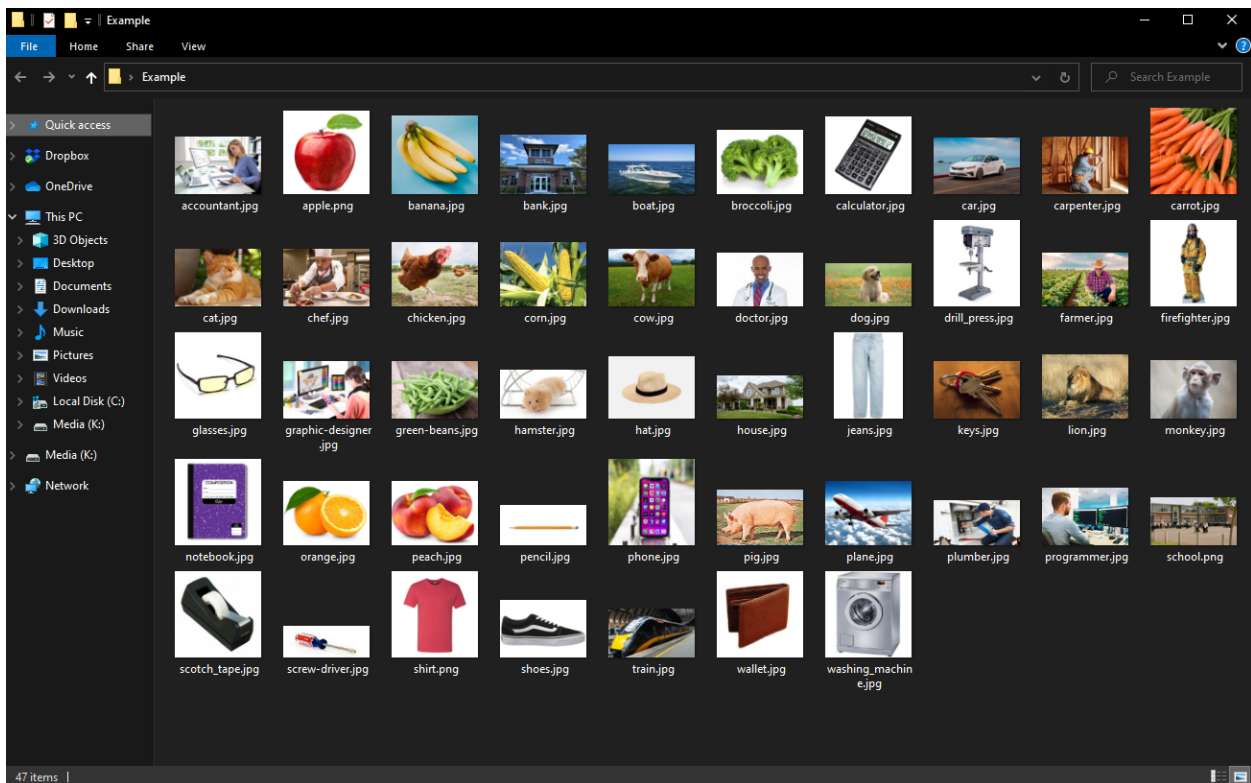 Example
File Home Share View
Example
Search Example
Quick access
Dropbox
OneDrive
This PC
3D Objects
Desktop
Documents
Downloads
Music
Pictures
Videos
Local Disk (C:)
Media (K:)
Media (K:)
Network
accountant.jpg apple.png banana.jpg bank.jpg boat.jpg broccoli.jpg calculator.jpg car.jpg carpenter.jpg carrot.jpg
cat.jpg chef.jpg chicken.jpg corn.jpg cow.jpg doctor.jpg dog.jpg drill_press.jpg farmer.jpg firefighter.jpg
glasses.jpg graphic-designer.jpg green-beans.jpg hamster.jpg hat.jpg house.jpg jeans.jpg keys.jpg lion.jpg monkey.jpg
COMPOSITION
notebook.jpg orange.jpg peach.jpg pencil.jpg phone.jpg pig.jpg plane.jpg plumber.jpg programmer.jpg school.png
scotch_tape.jpg screw-driver.jpg shirt.png shoes.jpg train.jpg wallet.jpg washing_machine.jpg
47 items